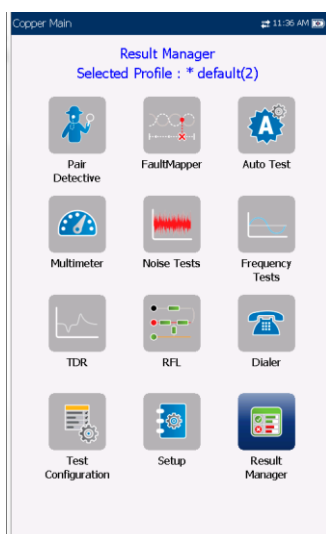 Copper Main
11:36 AM
Result Manager
Selected Profile : * default(2)
Pair
Detective
FaultMapper
Auto Test
Multimeter
Noise Tests
Frequency
Tests
TDR
RFL
Dialer
Test
Configuration
Setup
Result
Manager